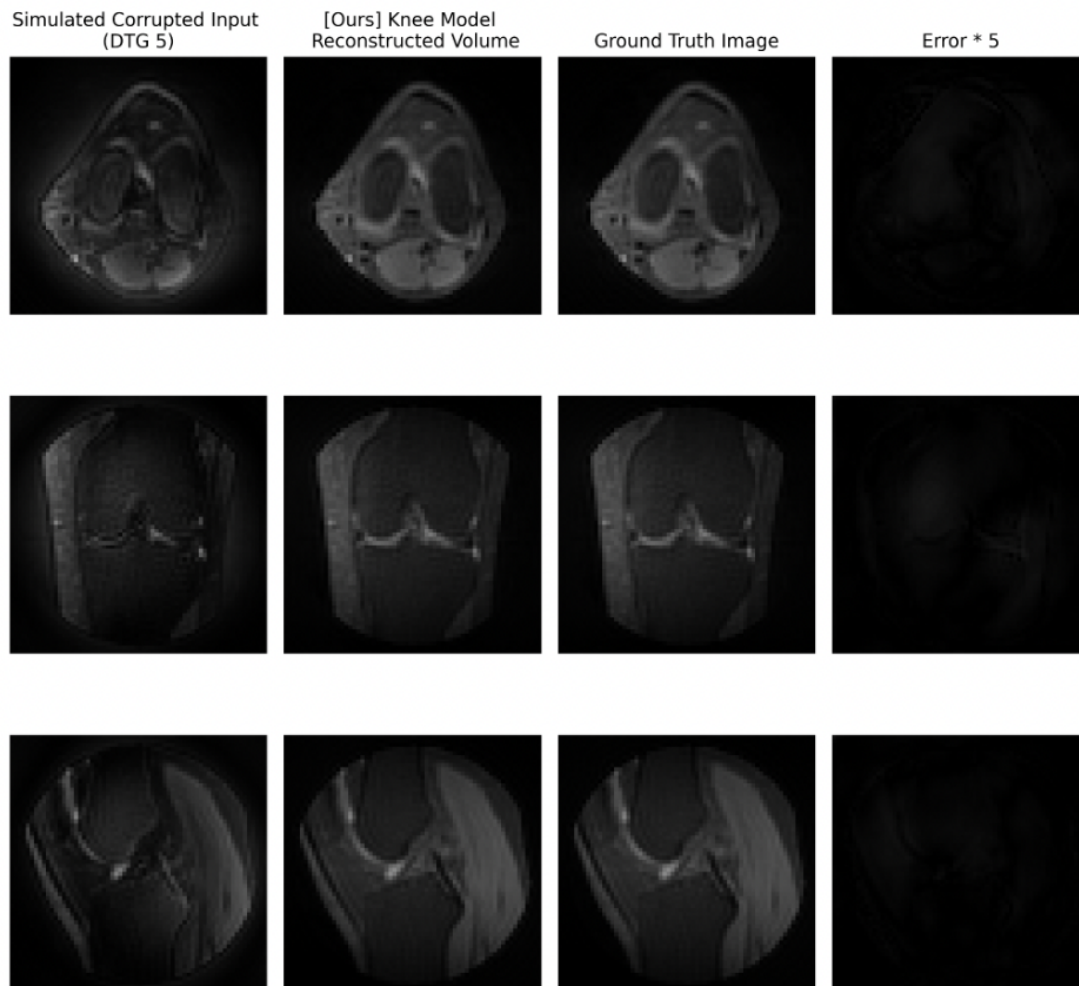 Simulated Corrupted Input
(DTG 5)
[Ours] Knee Model
Reconstructed Volume
Ground Truth Image
Error * 5